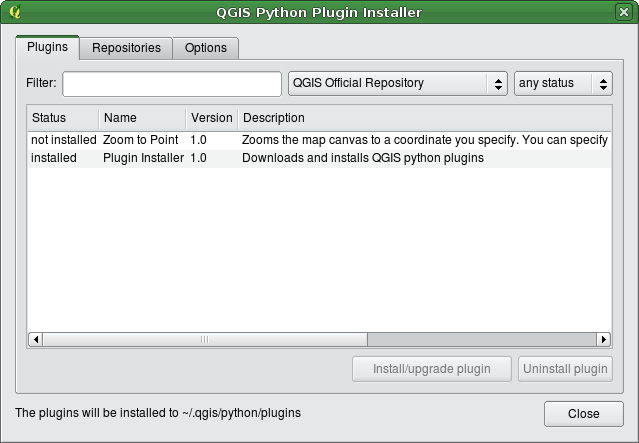 QGIS Python Plugin Installer
Plugins Repositories Options
Filter: QGIS Official Repository any status
Status Name Version Description
not installed Zoom to Point 1.0 Zooms the map canvas to a coordinate you specify. You can specify
installed Plugin Installer 1.0 Downloads and installs QGIS python plugins
Install/upgrade plugin Uninstall plugin
The plugins will be installed to ~/.qgis/python/plugins Close